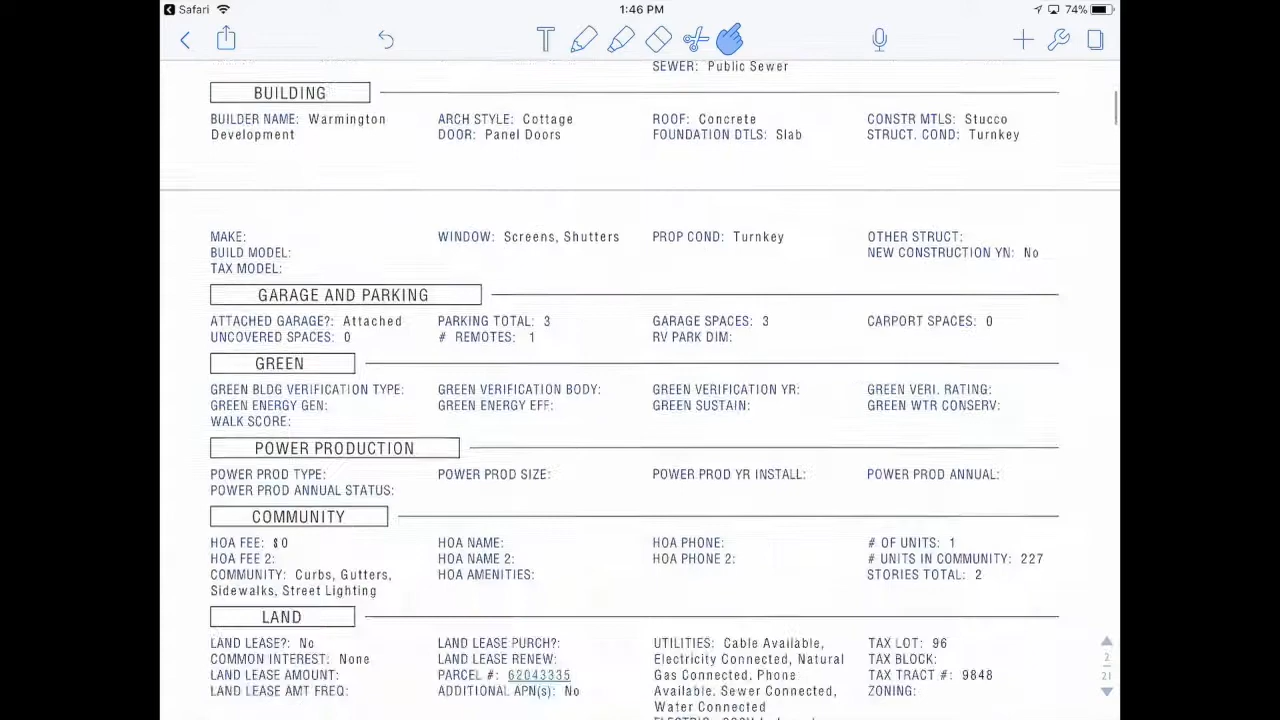 Safari 1:46 PM 74%
T
SEWER: Public Sewer
BUILDING
BUILDER NAME: Warmington ARCH STYLE: Cottage ROOF: Concrete CONSTR MTLS: Stucco
Development DOOR: Panel Doors FOUNDATION DTLS: Slab STRUCT. COND: Turnkey
MAKE: WINDOW: Screens, Shutters PROP COND: Turnkey OTHER STRUCT:
BUILD MODEL: NEW CONSTRUCTION YN: No
TAX MODEL:
GARAGE AND PARKING
ATTACHED GARAGE?: Attached PARKING TOTAL: 3 GARAGE SPACES: 3 CARPORT SPACES: 0
UNCOVERED SPACES: 0 # REMOTES: 1 RV PARK DIM:
GREEN
GREEN BLDG VERIFICATION TYPE: GREEN VERIFICATION BODY: GREEN VERIFICATION YR: GREEN VERI. RATING:
GREEN ENERGY GEN: GREEN ENERGY EFF: GREEN SUSTAIN: GREEN WTR CONSERV:
WALK SCORE:
POWER PRODUCTION
POWER PROD TYPE: POWER PROD SIZE: POWER PROD YR INSTALL: POWER PROD ANNUAL:
POWER PROD ANNUAL STATUS:
COMMUNITY
HOA FEE: $0 HOA NAME: HOA PHONE: # OF UNITS: 1
HOA FEE 2: HOA NAME 2: HOA PHONE 2: # UNITS IN COMMUNITY: 227
COMMUNITY: Curbs, Gutters, HOA AMENITIES: STORIES TOTAL: 2
Sidewalks, Street Lighting
LAND
LAND LEASE?: No LAND LEASE PURCH?: UTILITIES: Cable Available, TAX LOT: 96
COMMON INTEREST: None LAND LEASE RENEW: Electricity Connected, Natural TAX BLOCK:
LAND LEASE AMOUNT: PARCEL #: 62043335 Gas Connected, Phone TAX TRACT #: 9848
LAND LEASE AMT FREQ: ADDITIONAL APN(s): No Available, Sewer Connected, ZONING:
Water Connected
2
21